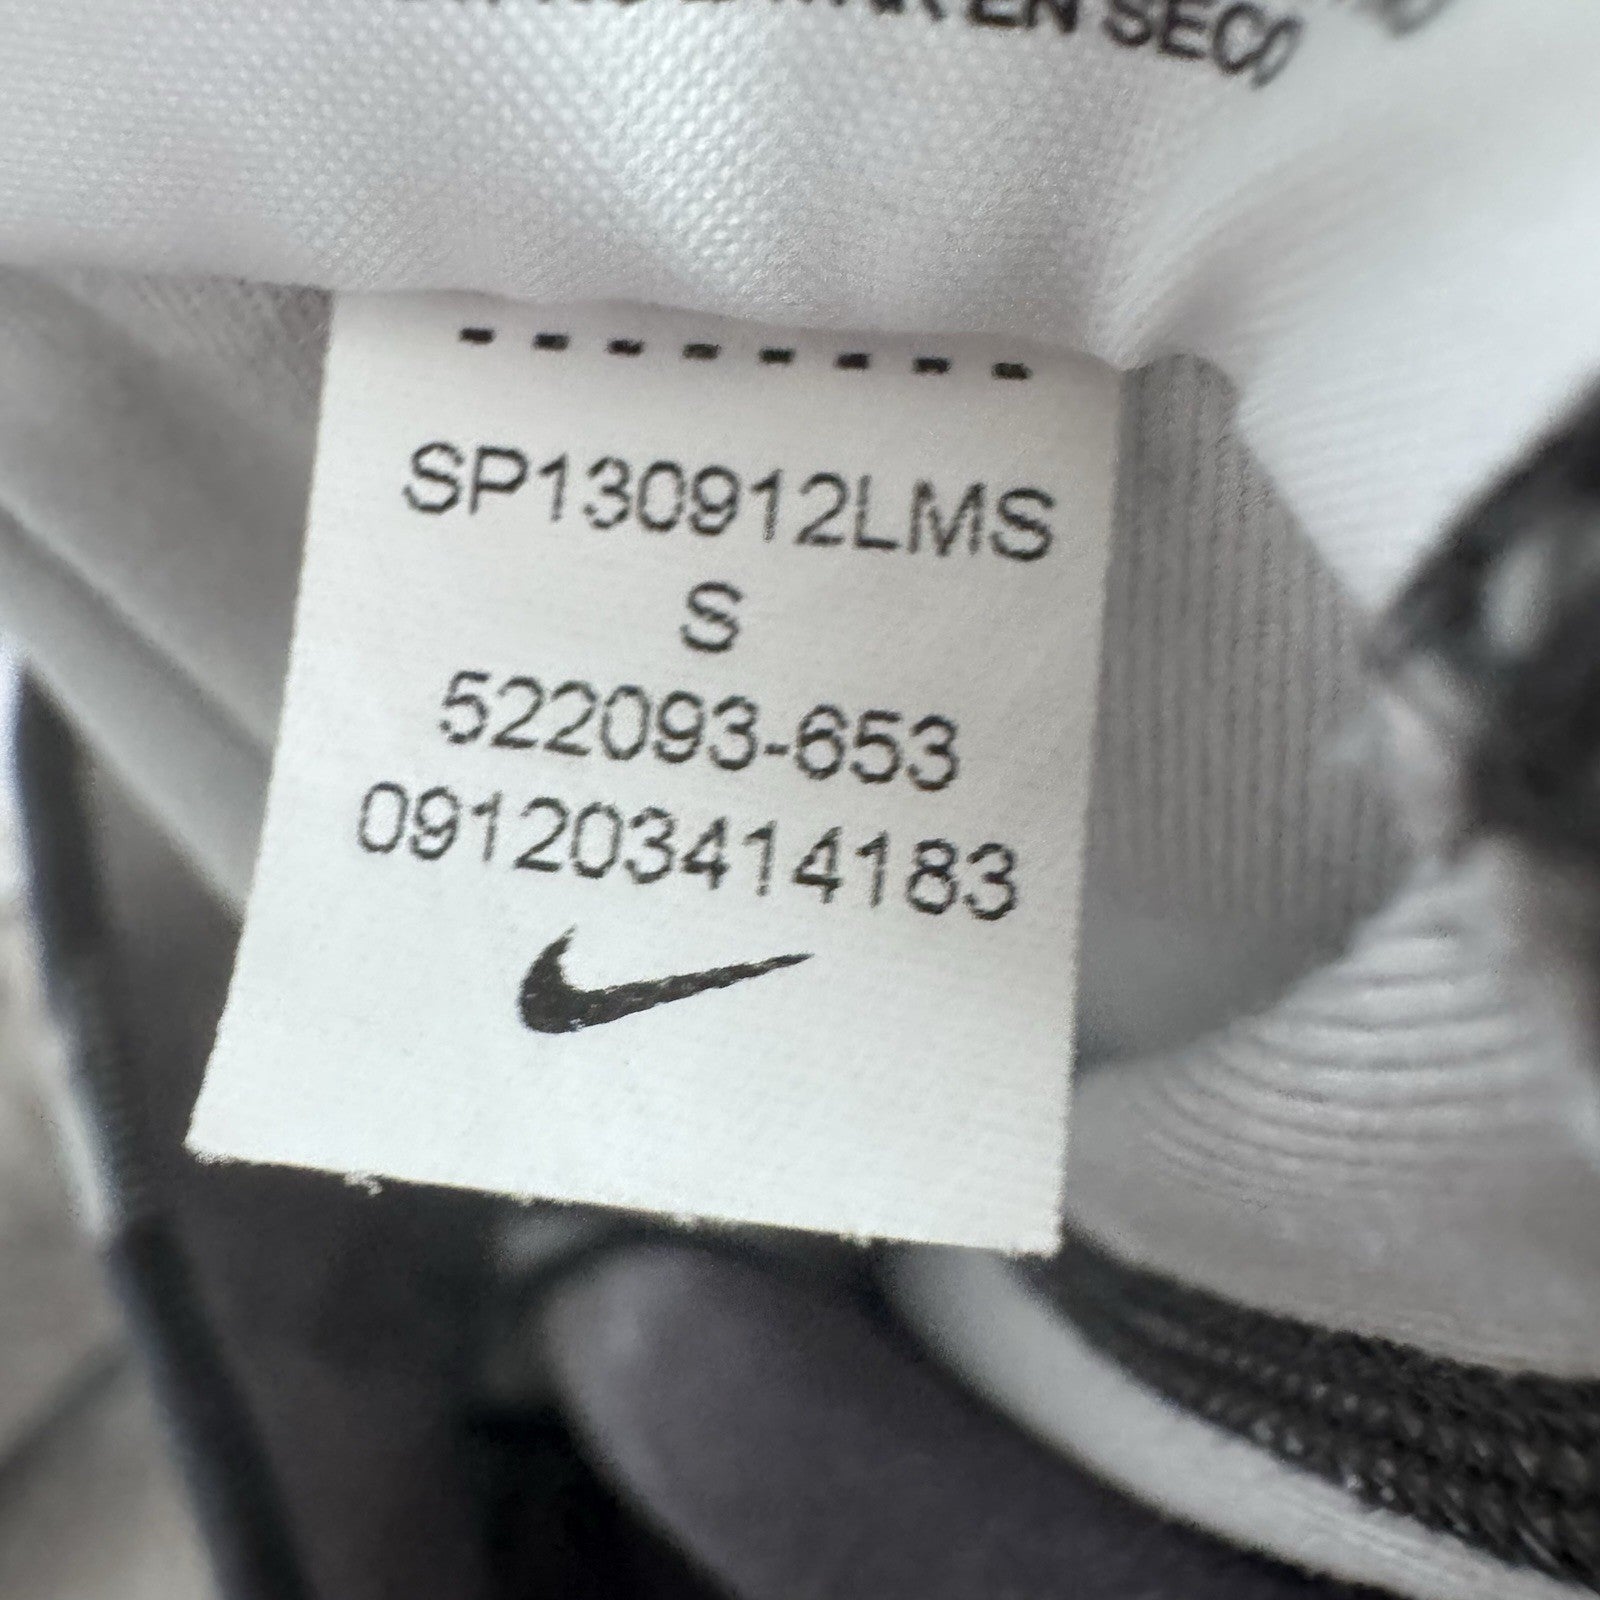 EN SECO
SP130912LMS
S
522093-653
091203414183